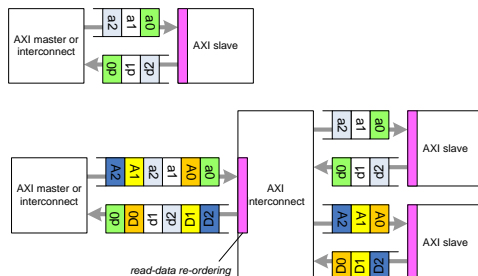 a2 a1 a0
AXI master or
interconnect
AXI slave
d0 d1 d2
a2 a1 a0
AXI slave
d0 d1 d2
A2 A1 a2 a1 A0 a0
AXI master or
interconnect
AXI
interconnect
d0 D0 d1 d2 D1 D2
A2 A1 A0
AXI slave
D0 D1 D2
read-data re-ordering